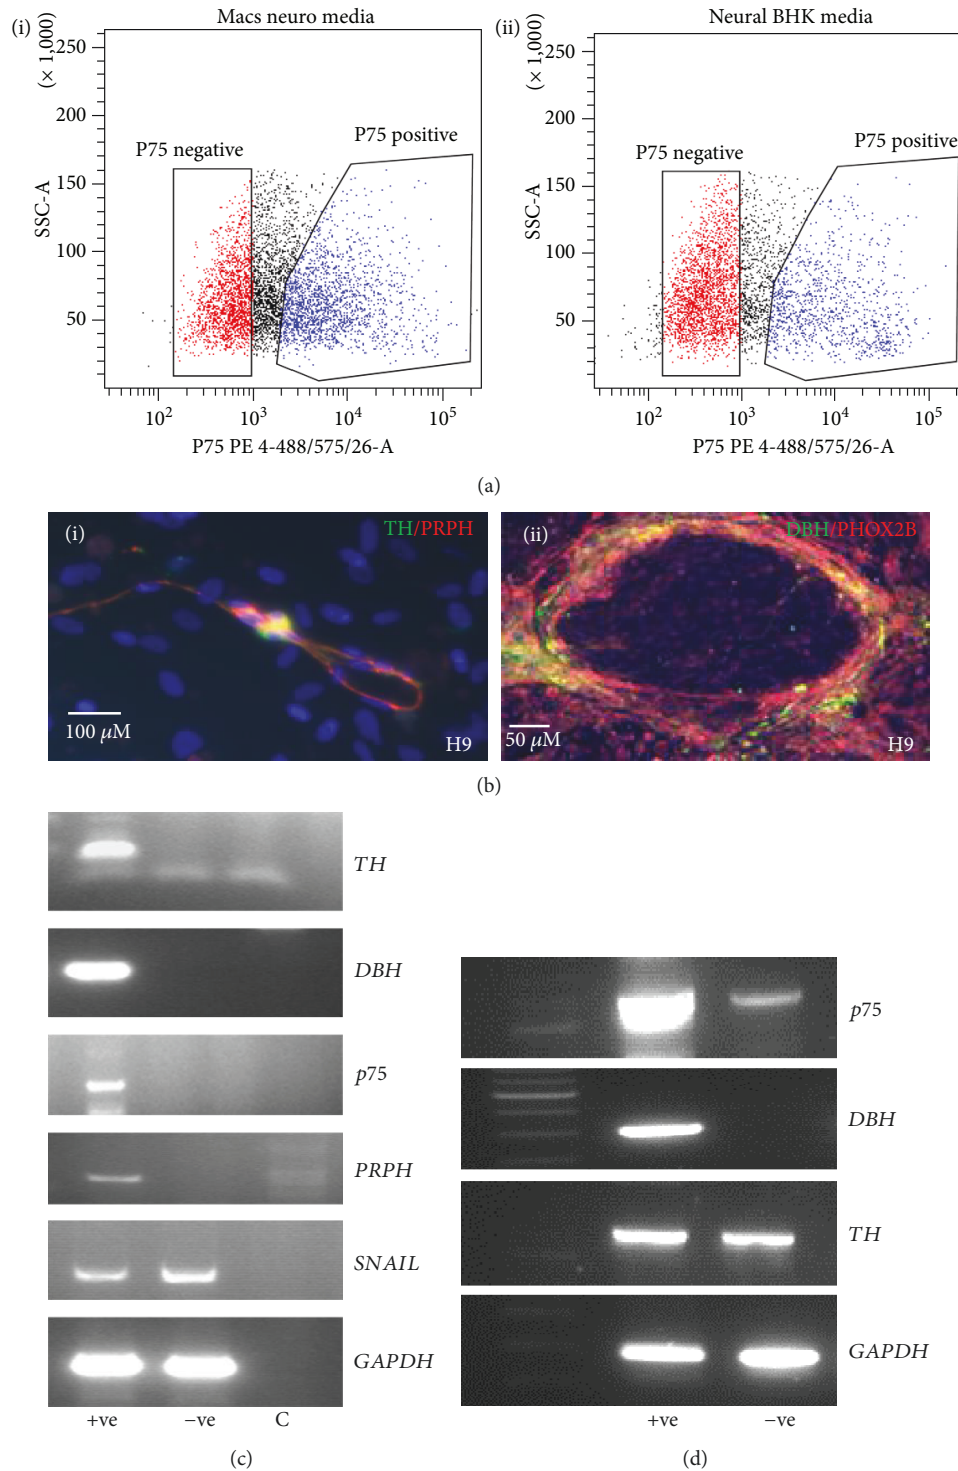 Macs neuro media
(i)
(× 1,000)
250
200
150
100
50
SSC-A
P75 negative
P75 positive
10²
10³
10⁴
10⁵
P75 PE 4-488/575/26-A
Neural BHK media
(ii)
(× 1,000)
250
200
150
100
50
SSC-A
P75 negative
P75 positive
10²
10³
10⁴
10⁵
P75 PE 4-488/575/26-A
(a)
(i)
TH/PRPH
100 μM
H9
(ii)
DBH/PHOX2B
50 μM
H9
(b)
TH
DBH
p75
PRPH
SNAIL
GAPDH
+ve −ve C
(c)
p75
DBH
TH
GAPDH
+ve −ve
(d)